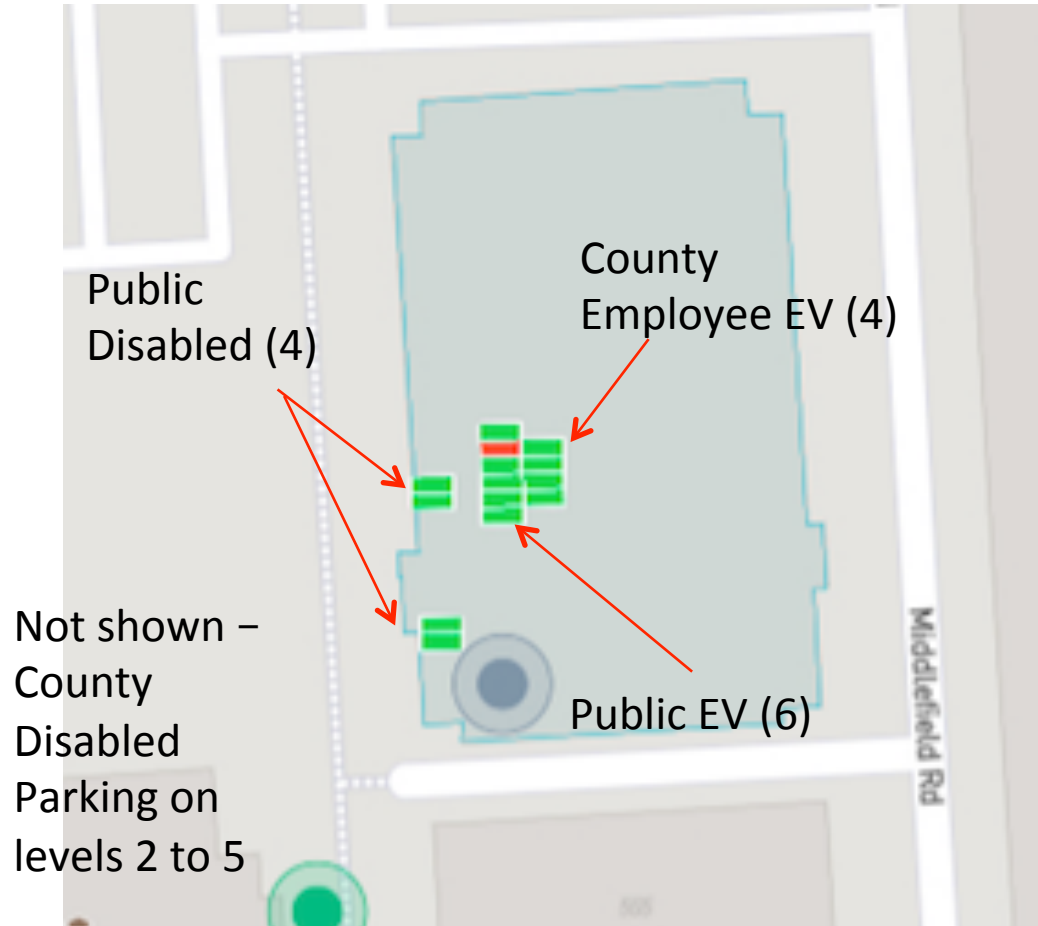 County
Employee EV (4)
Public
Disabled (4)
Not shown –
County
Disabled
Parking on
levels 2 to 5
Public EV (6)
Middlefield Rd